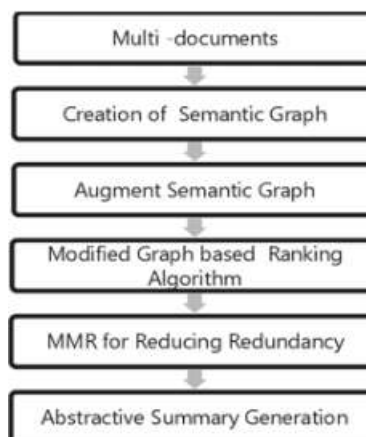 Multi -documents
Creation of Semantic Graph
Augment Semantic Graph
Modified Graph based Ranking
Algorithm
MMR for Reducing Redundancy
Abstractive Summary Generation